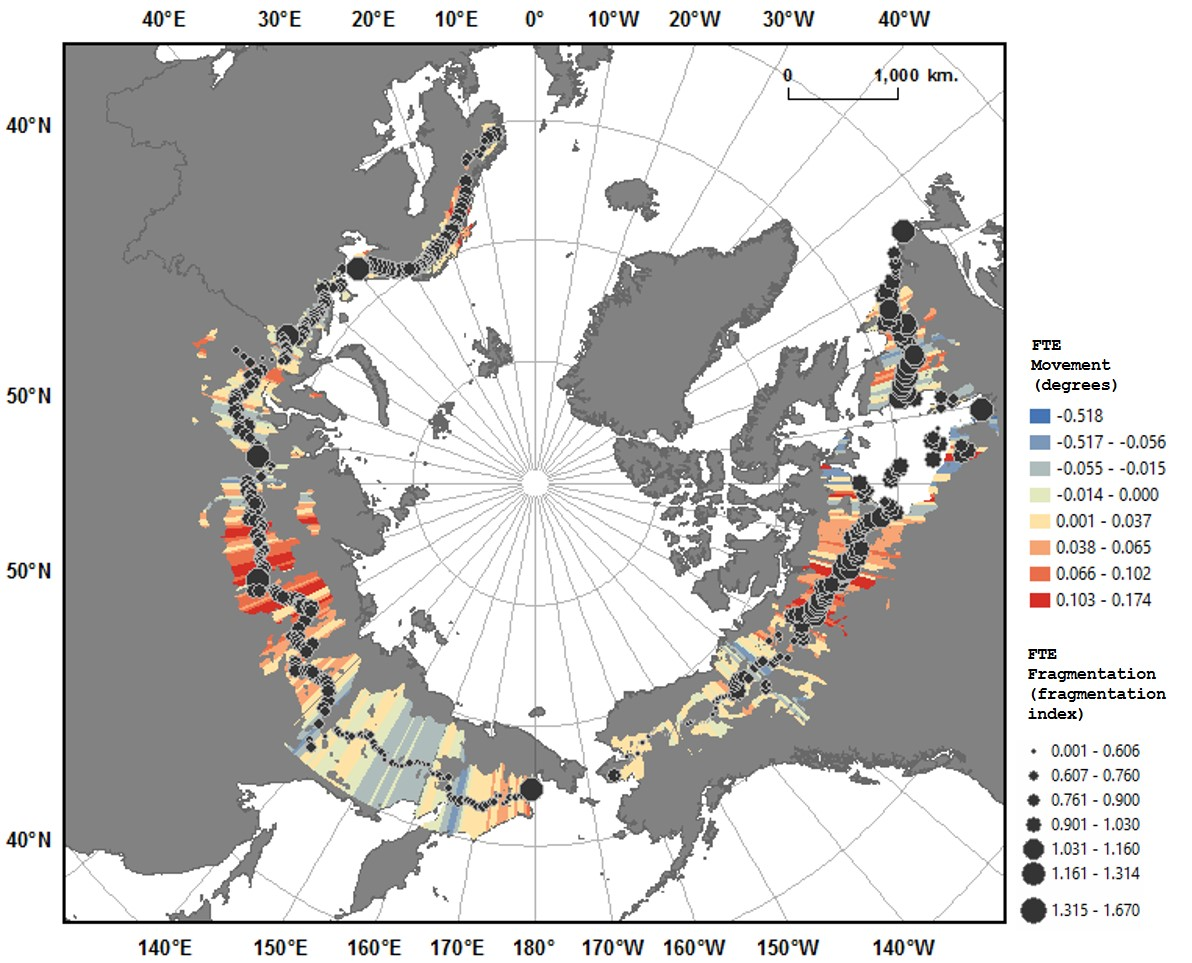 40°E 30°E 20°E 10°E 0° 10°W 20°W 30°W 40°W
0 1,000 km.
40°N
50°N
50°N
40°N
140°E 150°E 160°E 170°E 180° 170°W 160°W 150°W 140°W
FTE
Movement
(degrees)
-0.518
-0.517 - -0.056
-0.055 - -0.015
-0.014 - 0.000
0.001 - 0.037
0.038 - 0.065
0.066 - 0.102
0.103 - 0.174
FTE
Fragmentation
(fragmentation
index)
0.001 - 0.606
0.607 - 0.760
0.761 - 0.900
0.901 - 1.030
1.031 - 1.160
1.161 - 1.314
1.315 - 1.670